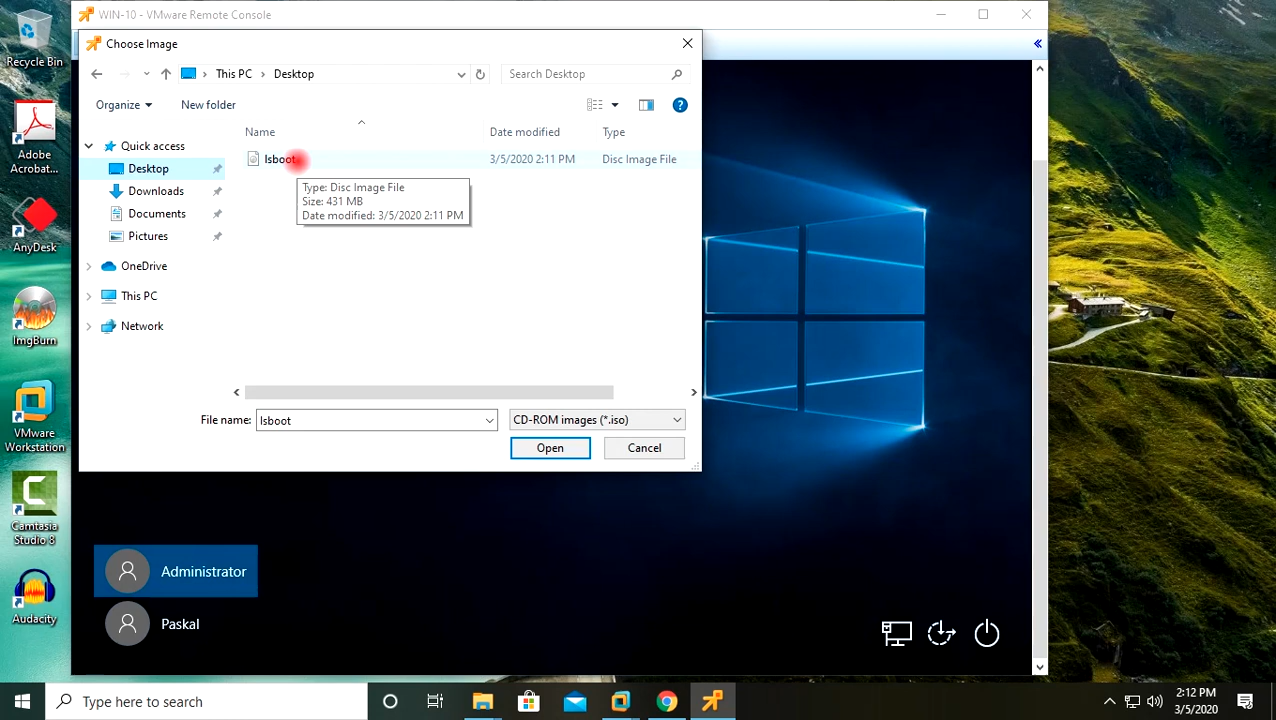 WIN-10 - VMware Remote Console
Choose Image
This PC
Desktop
Search Desktop
Organize
New folder
Name
Date modified
Type
Quick access
Desktop
Downloads
Documents
Pictures
OneDrive
This PC
Network
lsboot
3/5/2020 2:11 PM
Disc Image File
Type: Disc Image File
Size: 431 MB
Date modified: 3/5/2020 2:11 PM
File name:
lsboot
CD-ROM images (*.iso)
Open
Cancel
Recycle Bin
Adobe
Acrobat...
AnyDesk
ImgBurn
VMware
Workstation
Camtasia
Studio 8
Audacity
Administrator
Paskal
Type here to search
2:12 PM
3/5/2020